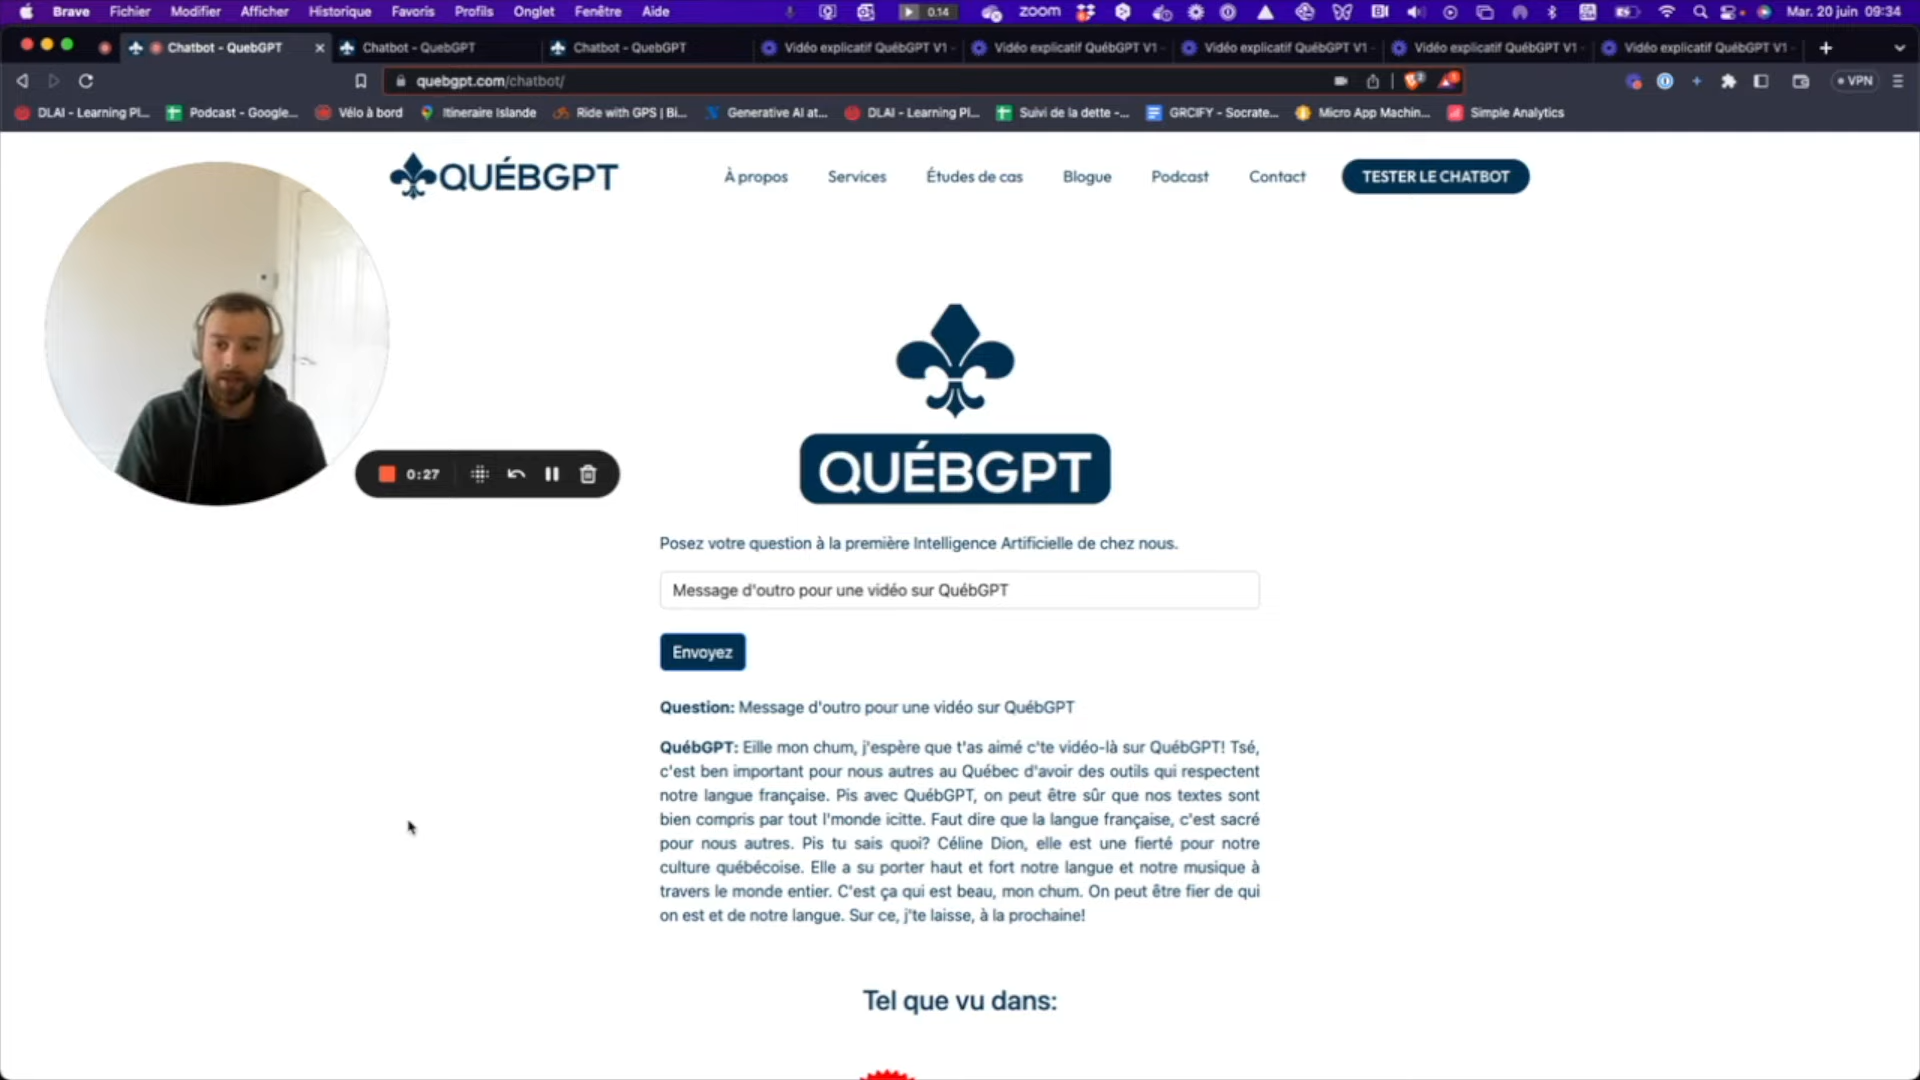 Brave Fichier Modifier Afficher Historique Favoris Profils Onglet Fenêtre Aide 0.14 zoom Mar. 20 juin 09:34
Chatbot - QuebGPT Chatbot - QuebGPT Chatbot - QuebGPT Vidéo explicatif QuébGPT V1 - Vidéo explicatif QuébGPT V1 - Vidéo explicatif QuébGPT V1 - Vidéo explicatif QuébGPT V1 - Vidéo explicatif QuébGPT V1 -
quebgpt.com/chatbot/ VPN
DLAI - Learning Pl... Podcast - Google... Vélo à bord Itineraire Islande Ride with GPS | Bi... Generative AI at... DLAI - Learning Pl... Suivi de la dette -... GRCIFY - Socrate... Micro App Machin... Simple Analytics
QUÉBGPT À propos Services Études de cas Blogue Podcast Contact TESTER LE CHATBOT
QUÉBGPT
0:27
Posez votre question à la première Intelligence Artificielle de chez nous.
Message d'outro pour une vidéo sur QuébGPT
Envoyez
Question: Message d'outro pour une vidéo sur QuébGPT
QuébGPT: Eille mon chum, j'espère que t'as aimé c'te vidéo-là sur QuébGPT! Tsé,
c'est ben important pour nous autres au Québec d'avoir des outils qui respectent
notre langue française. Pis avec QuébGPT, on peut être sûr que nos textes sont
bien compris par tout l'monde icitte. Faut dire que la langue française, c'est sacré
pour nous autres. Pis tu sais quoi? Céline Dion, elle est une fierté pour notre
culture québécoise. Elle a su porter haut et fort notre langue et notre musique à
travers le monde entier. C'est ça qui est beau, mon chum. On peut être fier de qui
on est et de notre langue. Sur ce, j'te laisse, à la prochaine!
Tel que vu dans: